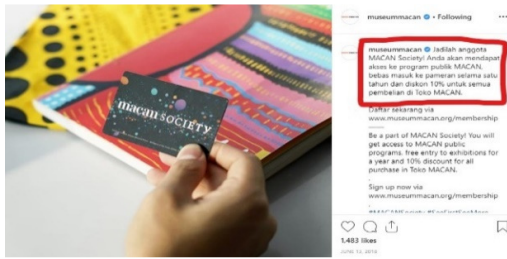 macan SOCIETY
museummacan • Following
museummacan Jadilah anggota
MACAN Society! Anda akan mendapat
akses ke program publik MACAN,
bebas masuk ke pameran selama satu
tahun dan diskon 10% untuk semua
pembelian di Toko MACAN.
Daftar sekarang via
www.museummacan.org/membership
Be a part of MACAN Society! You will
get access to MACAN public
programs, free entry to exhibitions for
a year and 10% discount for all
purchase in Toko MACAN.
Sign up now via
www.museummacan.org/membership
1,483 likes